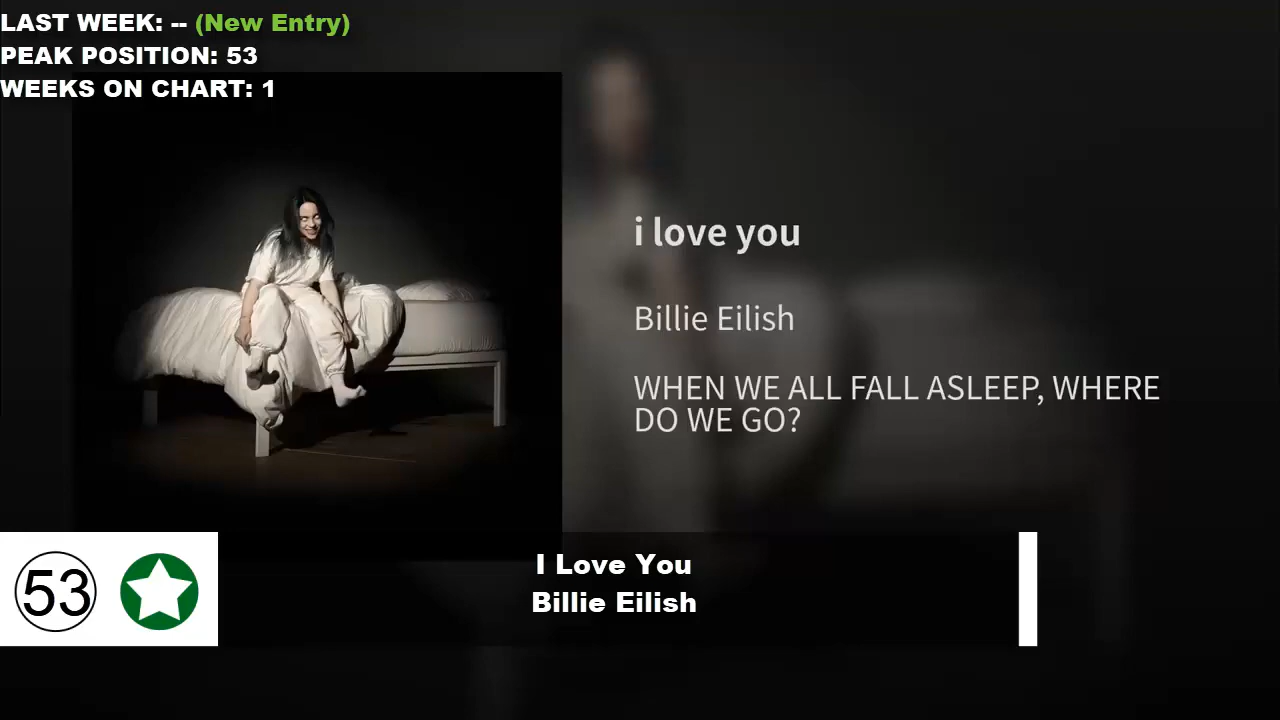 LAST WEEK: -- (New Entry)
PEAK POSITION: 53
WEEKS ON CHART: 1
i love you
Billie Eilish
WHEN WE ALL FALL ASLEEP, WHERE
DO WE GO?
53
I Love You
Billie Eilish